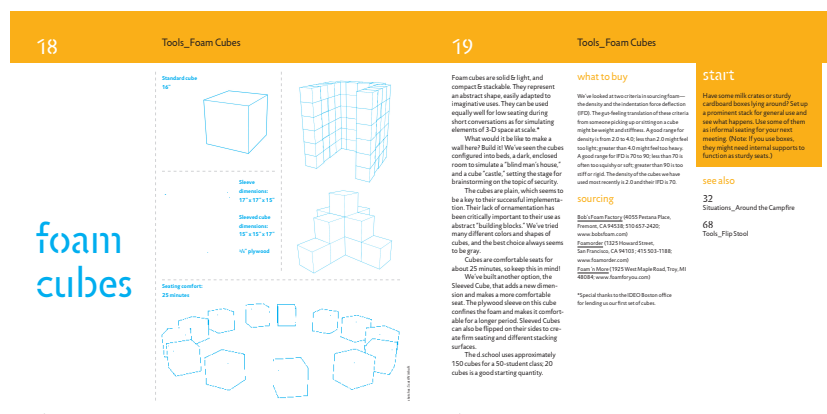 18
Tools_Foam Cubes
Standard cube
16"
Sleeve
dimensions:
17" x 17" x 15"
Sleeved cube
dimensions:
15" x 15" x 17"
¾" plywood
foam
cubes
Seating comfort:
25 minutes
19
Tools_Foam Cubes
Foam cubes are solid & light, and
compact & stackable. They represent
an abstract shape, easily adapted to
imaginative uses. They can be used
equally well for low seating during
short conversations as for simulating
elements of 3-D space at scale.*
What would it be like to make a
wall here? Build it! We've seen the cubes
configured into beds, a dark, enclosed
room to simulate a "blind man's house,"
and a cube "castle," setting the stage for
brainstorming on the topic of security.
The cubes are plain, which seems to
be a key to their successful implementa-
tion. Their lack of ornamentation has
been critically important to their use as
abstract "building blocks." We've tried
many different colors and shapes of
cubes, and the best choice always seems
to be gray.
Cubes are comfortable seats for
about 25 minutes, so keep this in mind!
We've built another option, the
Sleeved Cube, that adds a new dimen-
sion and makes a more comfortable
seat. The plywood sleeve on this cube
confines the foam and makes it comfort-
able for a longer period. Sleeved Cubes
can also be flipped on their sides to cre-
ate firm seating and different stacking
surfaces.
The d.school uses approximately
150 cubes for a 50-student class; 20
cubes is a good starting quantity.
what to buy
We've looked at two criteria in sourcing foam—
the density and the indentation force deflection
(IFD). The gut-feeling translation of these criteria
from someone picking up or sitting on a cube
might be weight and stiffness. A good range for
density is from 2.0 to 4.0; less than 2.0 might feel
too light; greater than 4.0 might feel too heavy.
A good range for IFD is 70 to 90; less than 70 is
often too squishy or soft; greater than 90 is too
stiff or rigid. The density of the cubes we have
used most recently is 2.0 and their IFD is 70.
sourcing
Bob's Foam Factory (4055 Pestana Place,
Fremont, CA 94538; 510-657-2420;
www.bobsfoam.com)
Foamorder (1325 Howard Street,
San Francisco, CA 94103; 415-503-1188;
www.foamorder.com)
Foam 'n More (1925 West Maple Road, Troy, MI
48084; www.foamforyou.com)
*Special thanks to the IDEO Boston office
for lending us our first set of cubes.
start
Have some milk crates or sturdy
cardboard boxes lying around? Set up
a prominent stack for general use and
see what happens. Use some of them
as informal seating for your next
meeting. (Note: If you use boxes,
they might need internal supports to
function as sturdy seats.)
see also
32
Situations_Around the Campfire
68
Tools_Flip Stool